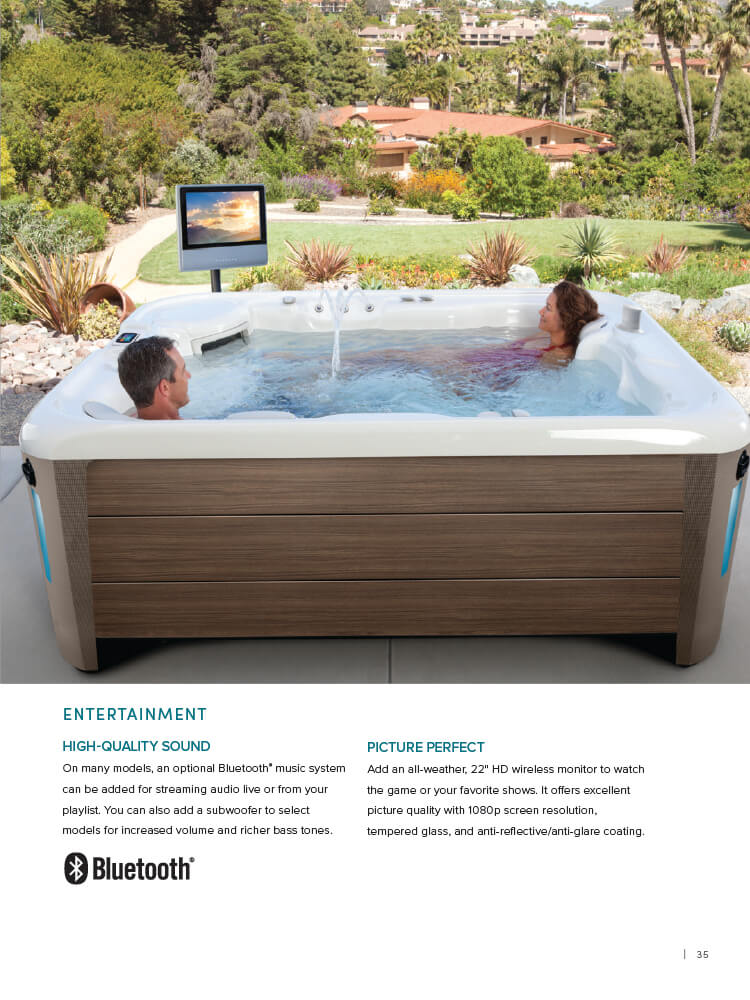 ENTERTAINMENT
HIGH-QUALITY SOUND
On many models, an optional Bluetooth® music system
can be added for streaming audio live or from your
playlist. You can also add a subwoofer to select
models for increased volume and richer bass tones.
Bluetooth®
PICTURE PERFECT
Add an all-weather, 22" HD wireless monitor to watch
the game or your favorite shows. It offers excellent
picture quality with 1080p screen resolution,
tempered glass, and anti-reflective/anti-glare coating.
| 35